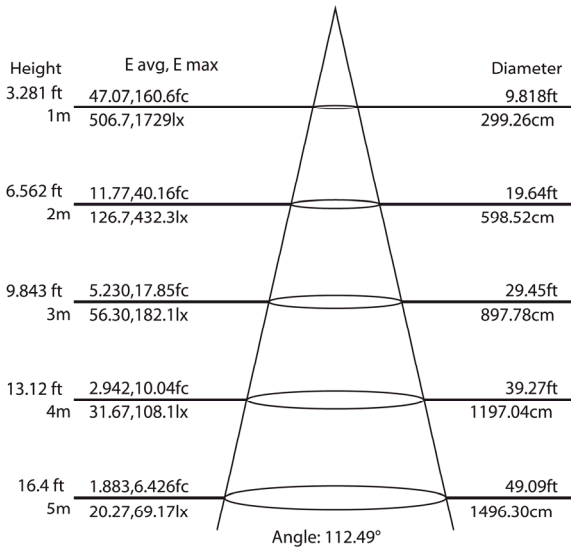 Height
E avg, E max
Diameter
3.281 ft
47.07,160.6fc
9.818ft
1m
506.7,1729lx
299.26cm
6.562 ft
11.77,40.16fc
19.64ft
2m
126.7,432.3lx
598.52cm
9.843 ft
5.230,17.85fc
29.45ft
3m
56.30,182.1lx
897.78cm
13.12 ft
2.942,10.04fc
39.27ft
4m
31.67,108.1lx
1197.04cm
16.4 ft
1.883,6.426fc
49.09ft
5m
20.27,69.17lx
1496.30cm
Angle: 112.49°